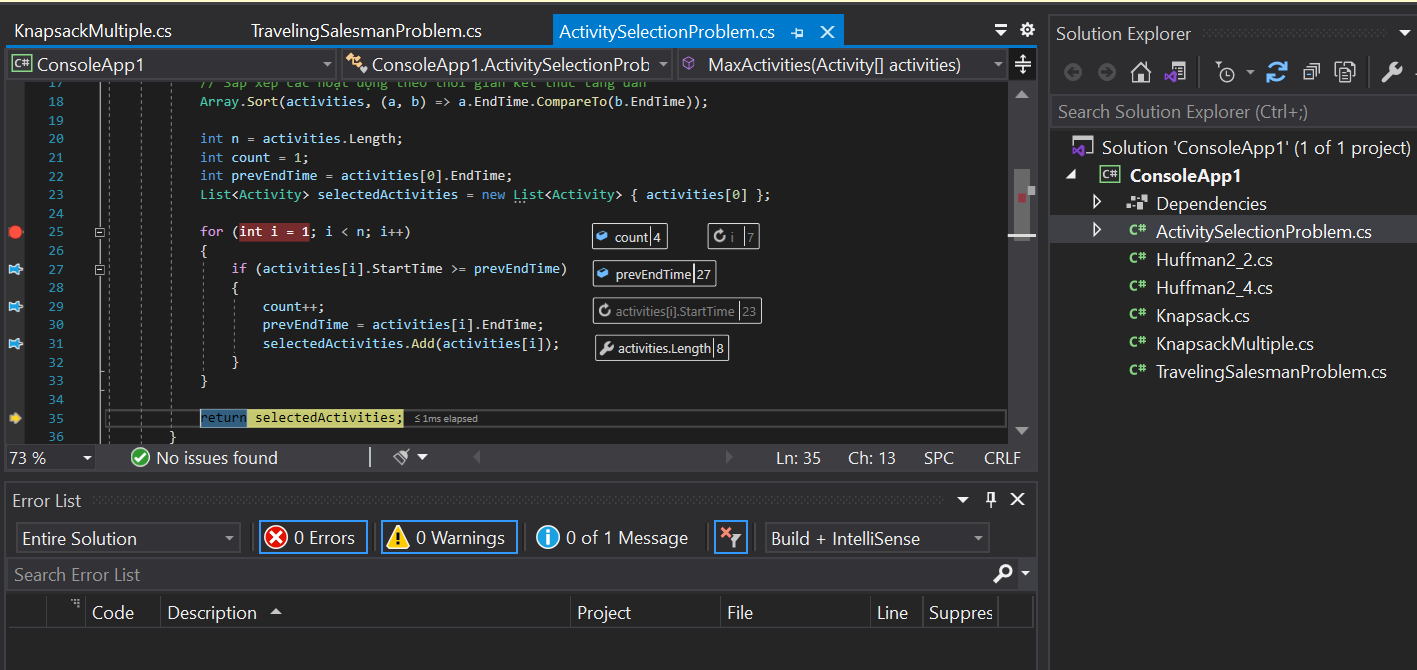 KnapsackMultiple.cs TravelingSalesmanProblem.cs ActivitySelectionProblem.cs
C# ConsoleApp1 ConsoleApp1.ActivitySelectionProb MaxActivities(Activity[] activities)
17 // Sắp xếp các hoạt động theo thời gian kết thúc tăng dần
18 Array.Sort(activities, (a, b) => a.EndTime.CompareTo(b.EndTime));
19
20 int n = activities.Length;
21 int count = 1;
22 int prevEndTime = activities[0].EndTime;
23 List<Activity> selectedActivities = new List<Activity> { activities[0] };
24
25 for (int i = 1; i < n; i++) count 4 i 7
26 {
27 if (activities[i].StartTime >= prevEndTime) prevEndTime 27
28 {
29 count++; activities[i].StartTime 23
30 prevEndTime = activities[i].EndTime;
31 selectedActivities.Add(activities[i]); activities.Length 8
32 }
33 }
34
35 return selectedActivities; ≤ 1ms elapsed
36 }
73 % No issues found Ln: 35 Ch: 13 SPC CRLF
Error List
Entire Solution 0 Errors 0 Warnings 0 of 1 Message Build + IntelliSense
Search Error List
Code Description Project File Line Suppres
Solution Explorer
Search Solution Explorer (Ctrl+;)
Solution 'ConsoleApp1' (1 of 1 project)
C# ConsoleApp1
Dependencies
C# ActivitySelectionProblem.cs
C# Huffman2_2.cs
C# Huffman2_4.cs
C# Knapsack.cs
C# KnapsackMultiple.cs
C# TravelingSalesmanProblem.cs